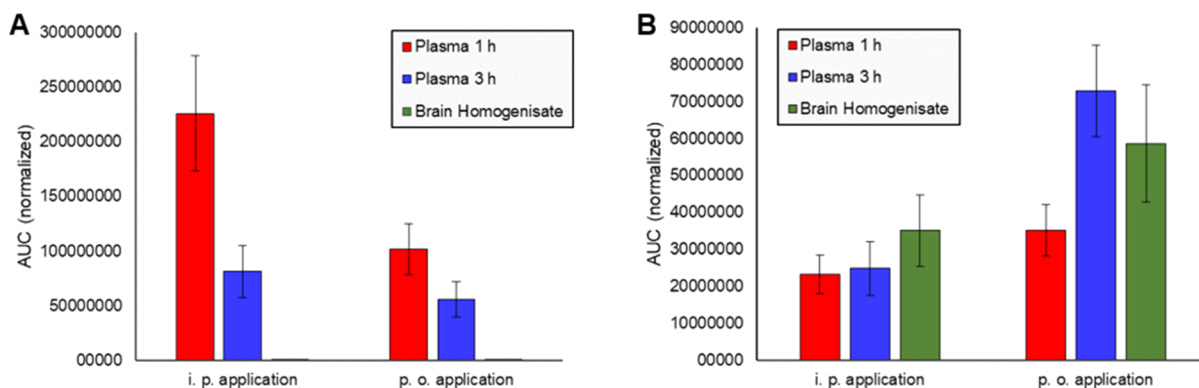 A
300000000
250000000
200000000
150000000
100000000
50000000
00000
AUC (normalized)
Plasma 1 h
Plasma 3 h
Brain Homogenisate
i. p. application
p. o. application
B
90000000
80000000
70000000
60000000
50000000
40000000
30000000
20000000
10000000
00000
AUC (normalized)
Plasma 1 h
Plasma 3 h
Brain Homogenisate
i. p. application
p. o. application